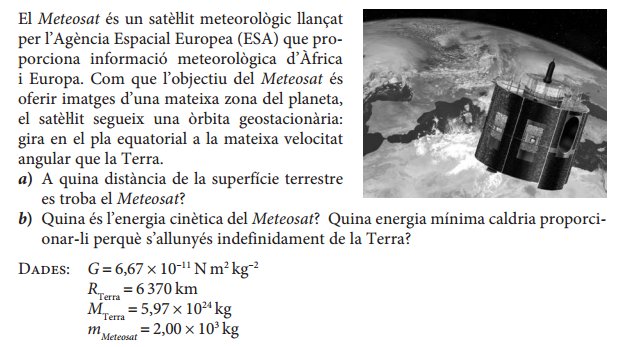 El Meteosat és un satèŀlit meteorològic llançat
per l'Agència Espacial Europea (ESA) que pro-
porciona informació meteorològica d'Àfrica
i Europa. Com que l'objectiu del Meteosat és
oferir imatges d'una mateixa zona del planeta,
el satèŀlit segueix una òrbita geostacionària:
gira en el pla equatorial a la mateixa velocitat
angular que la Terra.
a) A quina distància de la superfície terrestre
es troba el Meteosat?
b) Quina és l'energia cinètica del Meteosat? Quina energia mínima caldria proporci-
onar-li perquè s'allunyés indefinidament de la Terra?
DADES: G = 6,67 × 10⁻¹¹ N m² kg⁻²
R_Terra = 6 370 km
M_Terra = 5,97 × 10²⁴ kg
m_Meteosat = 2,00 × 10³ kg